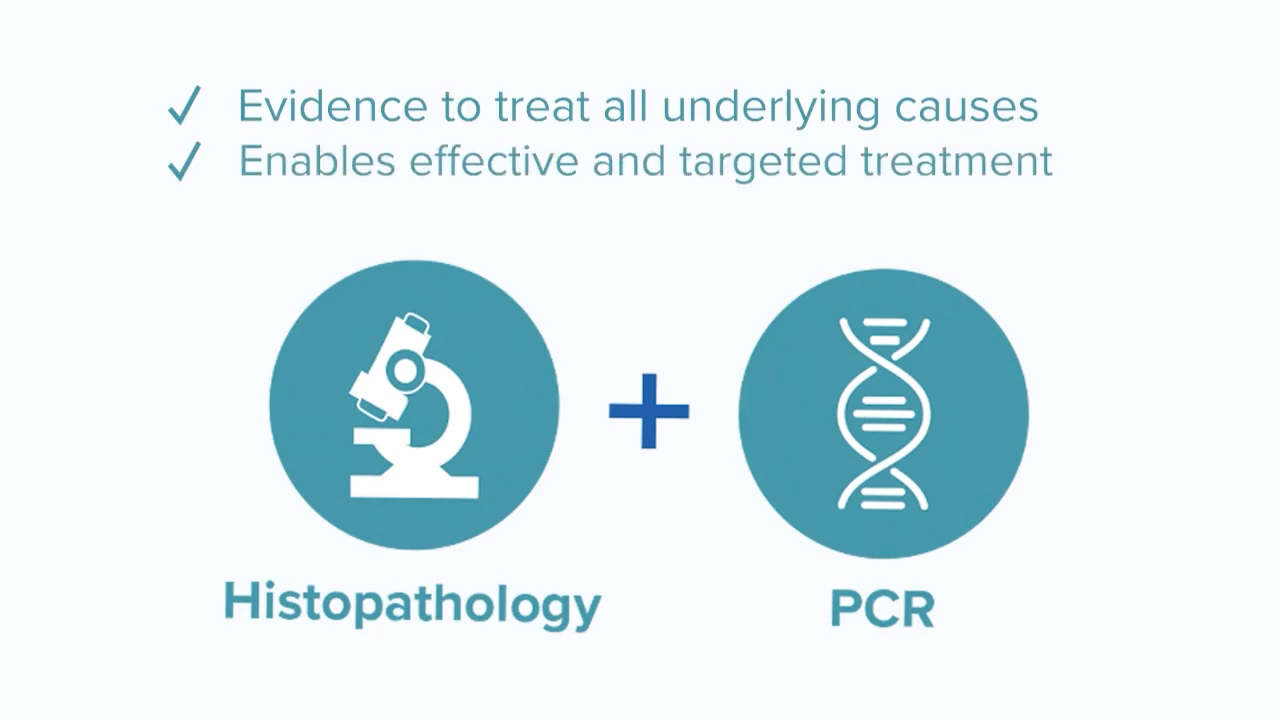 ✓ Evidence to treat all underlying causes
✓ Enables effective and targeted treatment
+
Histopathology
PCR